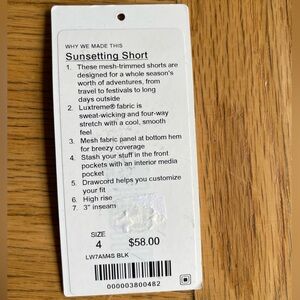 WHY WE MADE THIS
Sunsetting Short
1. These mesh-trimmed shorts are
designed for a whole season's
worth of adventures, from
travel to festivals to long
days outside
2. Luxtreme® fabric is
sweat-wicking and four-way
stretch with a cool, smooth
feel
3. Mesh fabric panel at bottom hem
for breezy coverage
4. Stash your stuff in the front
pockets with an interior media
pocket
5. Drawcord helps you customize
your fit
6. High rise
7. 3" inseam
SIZE
4 $58.00
LW7AM4S BLK
000003800482